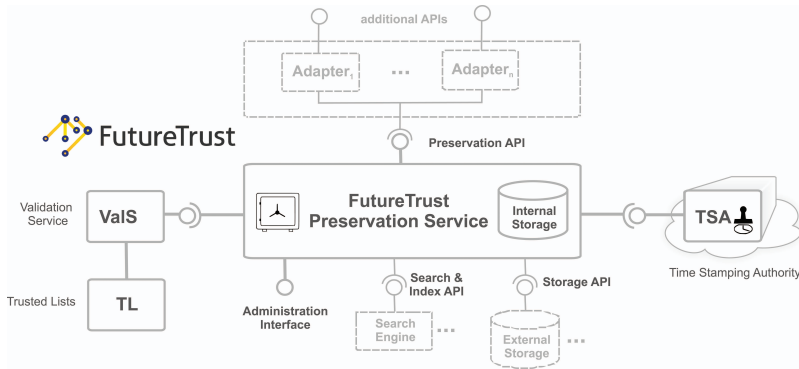 additional APIs
Adapter1
...
Adaptern
Preservation API
FutureTrust
FutureTrust
Preservation Service
Internal
Storage
Validation
Service
ValS
TSA
Time Stamping Authority
Trusted Lists
TL
Administration
Interface
Search &
Index API
Storage API
Search
Engine
...
External
Storage
...